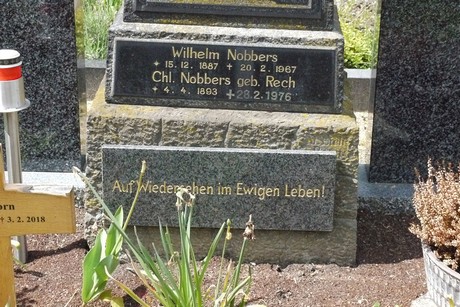 Wilhelm Nobbers
* 15. 12. 1887 + 20. 2. 1967
Chl. Nobbers geb. Rech
* 4. 4. 1893 + 28. 2. 1976
Auf Wiedersehen im Ewigen Leben!
orn
3. 2. 2018